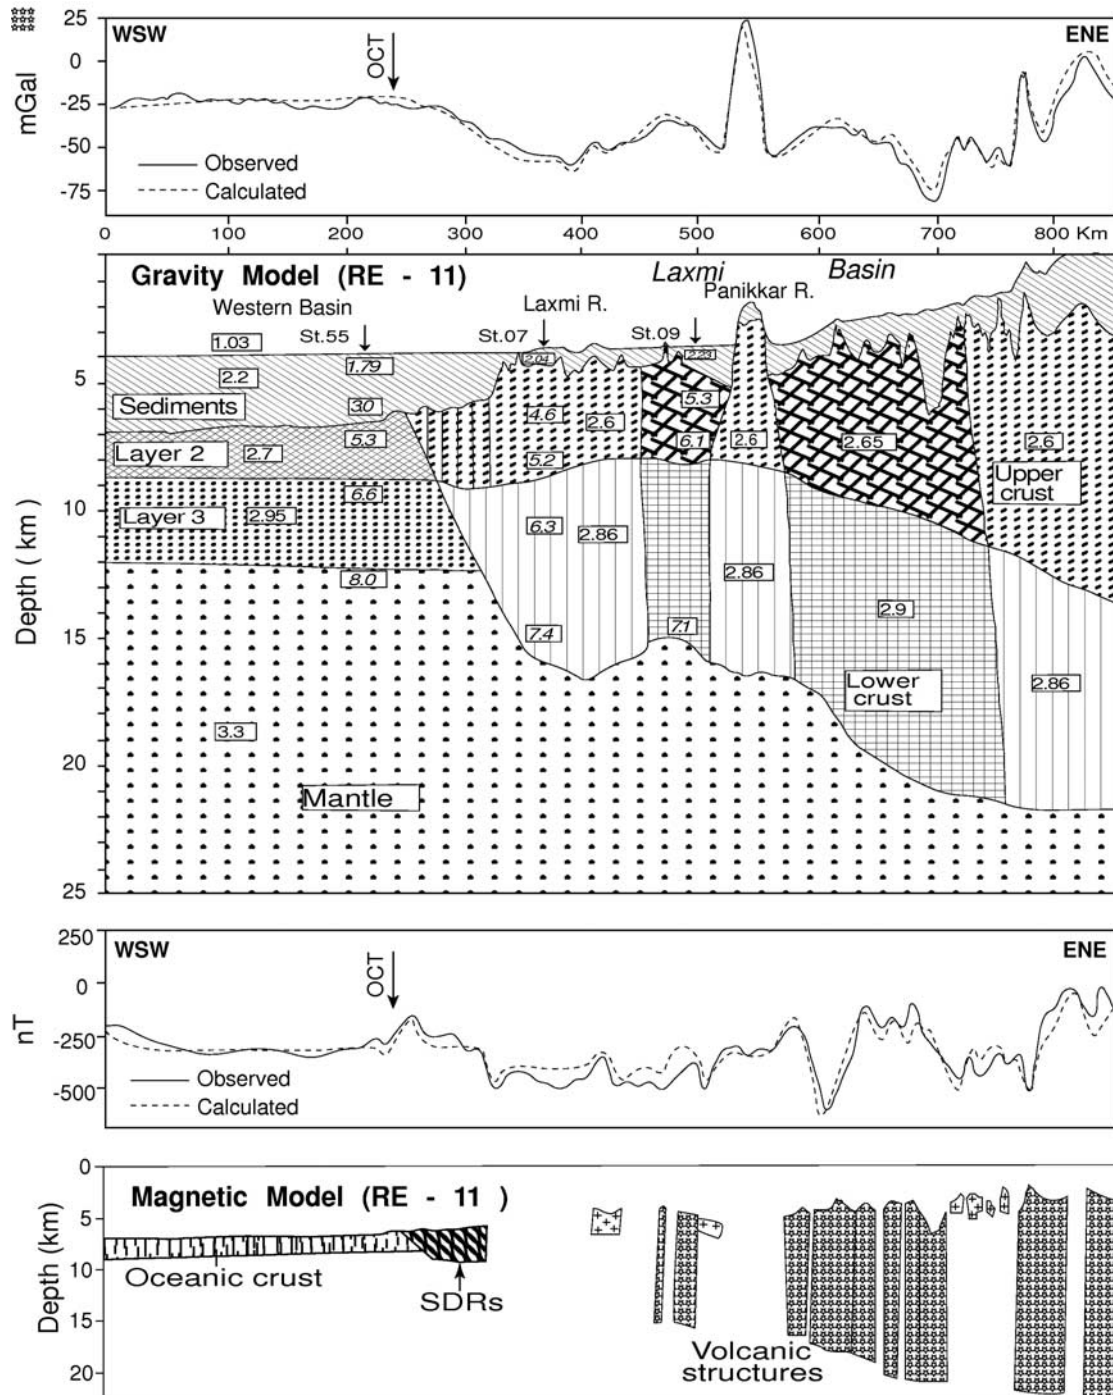 25
WSW
ENE
0
OCT
mGal
-25
-50
Observed
Calculated
-75
0 100 200 300 400 500 600 700 800 Km
Gravity Model (RE - 11)
Laxmi Basin
Western Basin
Laxmi R.
Panikkar R.
1.03
St.55
St.07
St.09
1.79
2.04
2.23
5
2.2
3.0
5.3
Sediments
4.6
2.6
Layer 2
2.7
5.3
6.1
2.6
2.65
2.6
5.2
Upper
crust
6.6
10
Layer 3
2.95
6.3
2.86
Depth ( km )
8.0
2.86
2.9
15
7.4
7.1
Lower
crust
2.86
3.3
20
Mantle
25
250
WSW
ENE
OCT
0
nT
-250
Observed
-500
Calculated
0
Magnetic Model (RE - 11 )
Depth (km)
5
10
Oceanic crust
SDRs
15
Volcanic
structures
20